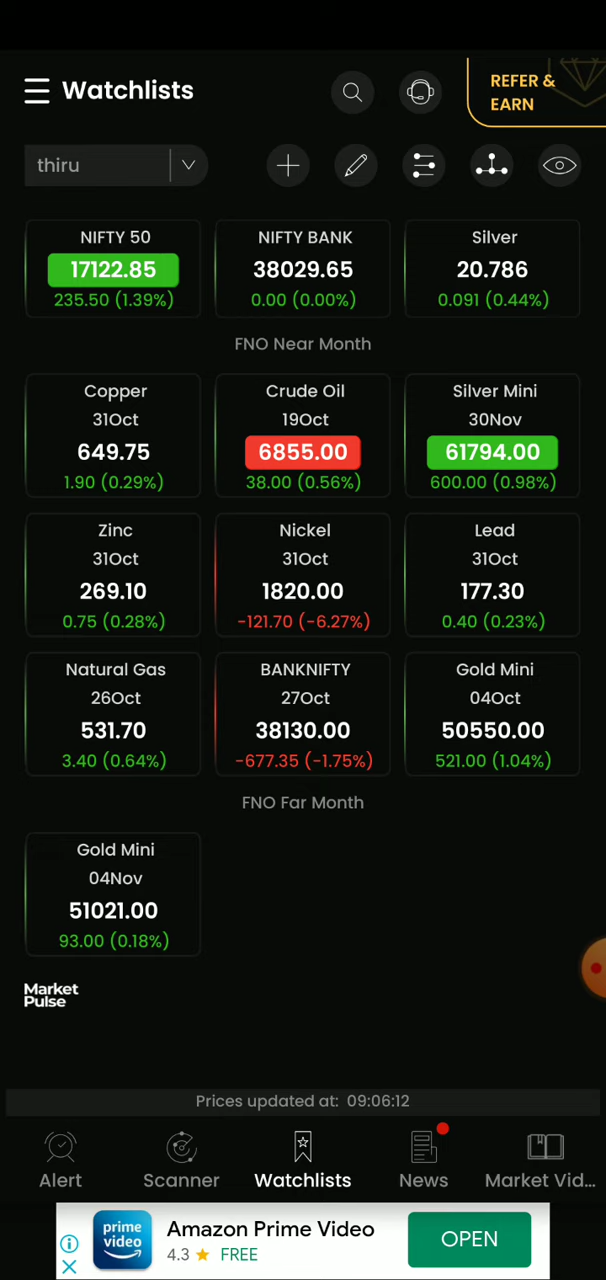 Watchlists
REFER &
EARN
thiru
NIFTY 50
17122.85
235.50 (1.39%)
NIFTY BANK
38029.65
0.00 (0.00%)
Silver
20.786
0.091 (0.44%)
FNO Near Month
Copper
31Oct
649.75
1.90 (0.29%)
Crude Oil
19Oct
6855.00
38.00 (0.56%)
Silver Mini
30Nov
61794.00
600.00 (0.98%)
Zinc
31Oct
269.10
0.75 (0.28%)
Nickel
31Oct
1820.00
-121.70 (-6.27%)
Lead
31Oct
177.30
0.40 (0.23%)
Natural Gas
26Oct
531.70
3.40 (0.64%)
BANKNIFTY
27Oct
38130.00
-677.35 (-1.75%)
Gold Mini
04Oct
50550.00
521.00 (1.04%)
FNO Far Month
Gold Mini
04Nov
51021.00
93.00 (0.18%)
Market
Pulse
Prices updated at: 09:06:12
Alert
Scanner
Watchlists
News
Market Vid...
prime
video
Amazon Prime Video
4.3 ★ FREE
OPEN